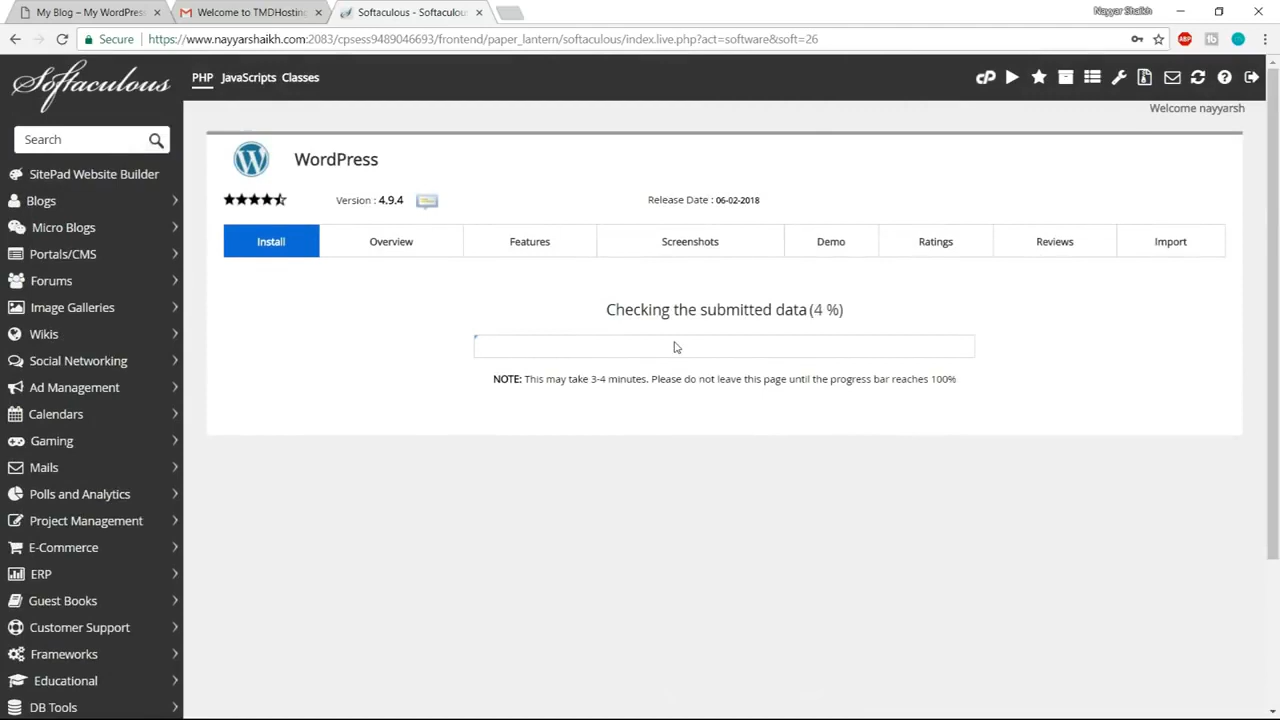 My Blog – My WordPress
Welcome to TMDHosting
Softaculous - Softaculou
Nayyar Shaikh
Secure
https://www.nayyarshaikh.com:2083/cpsess9489046693/frontend/paper_lantern/softaculous/index.live.php?act=software&soft=26
Softaculous
PHP JavaScripts Classes
Welcome nayyarsh
Search
WordPress
SitePad Website Builder
Blogs
Version : 4.9.4
Release Date : 06-02-2018
Micro Blogs
Install Overview Features Screenshots Demo Ratings Reviews Import
Portals/CMS
Forums
Image Galleries
Checking the submitted data (4 %)
Wikis
Social Networking
NOTE: This may take 3-4 minutes. Please do not leave this page until the progress bar reaches 100%
Ad Management
Calendars
Gaming
Mails
Polls and Analytics
Project Management
E-Commerce
ERP
Guest Books
Customer Support
Frameworks
Educational
DB Tools